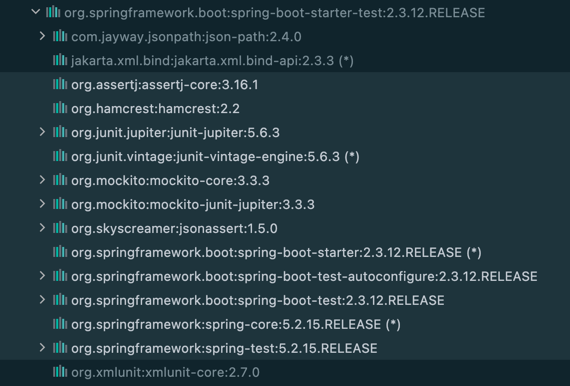 org.springframework.boot:spring-boot-starter-test:2.3.12.RELEASE
com.jayway.jsonpath:json-path:2.4.0
jakarta.xml.bind:jakarta.xml.bind-api:2.3.3 (*)
org.assertj:assertj-core:3.16.1
org.hamcrest:hamcrest:2.2
org.junit.jupiter:junit-jupiter:5.6.3
org.junit.vintage:junit-vintage-engine:5.6.3 (*)
org.mockito:mockito-core:3.3.3
org.mockito:mockito-junit-jupiter:3.3.3
org.skyscreamer:jsonassert:1.5.0
org.springframework.boot:spring-boot-starter:2.3.12.RELEASE (*)
org.springframework.boot:spring-boot-test-autoconfigure:2.3.12.RELEASE
org.springframework.boot:spring-boot-test:2.3.12.RELEASE
org.springframework:spring-core:5.2.15.RELEASE (*)
org.springframework:spring-test:5.2.15.RELEASE
org.xmlunit:xmlunit-core:2.7.0